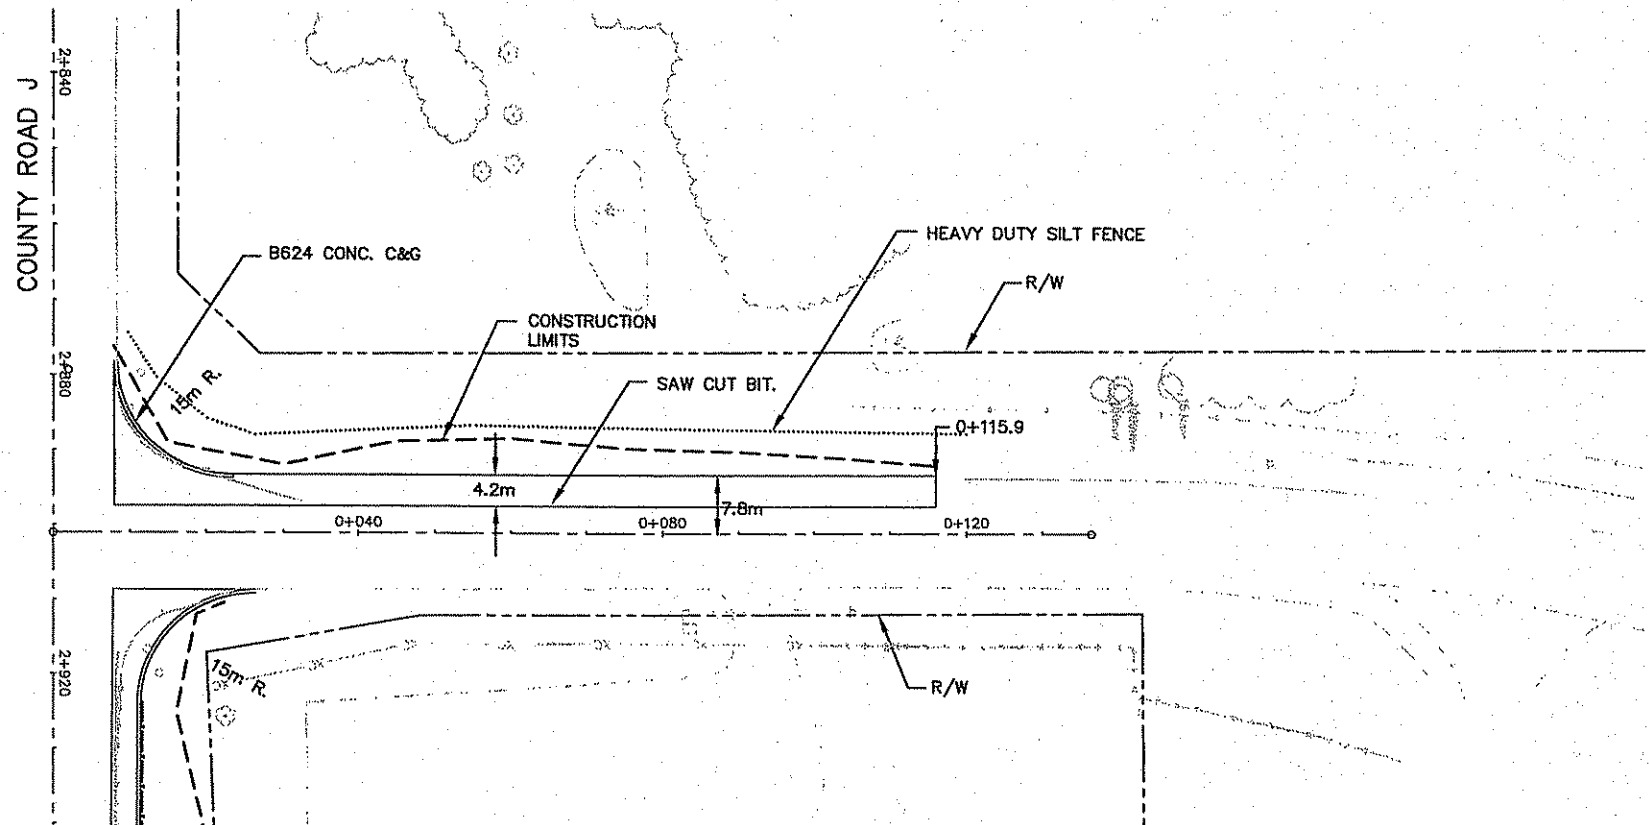 COUNTY ROAD J
2+840
B624 CONC. C&G
HEAVY DUTY SILT FENCE
R/W
CONSTRUCTION
LIMITS
2+880
15m R.
SAW CUT BIT.
0+115.9
4.2m
7.8m
0+040
0+080
0+120
2+920
15m R.
R/W